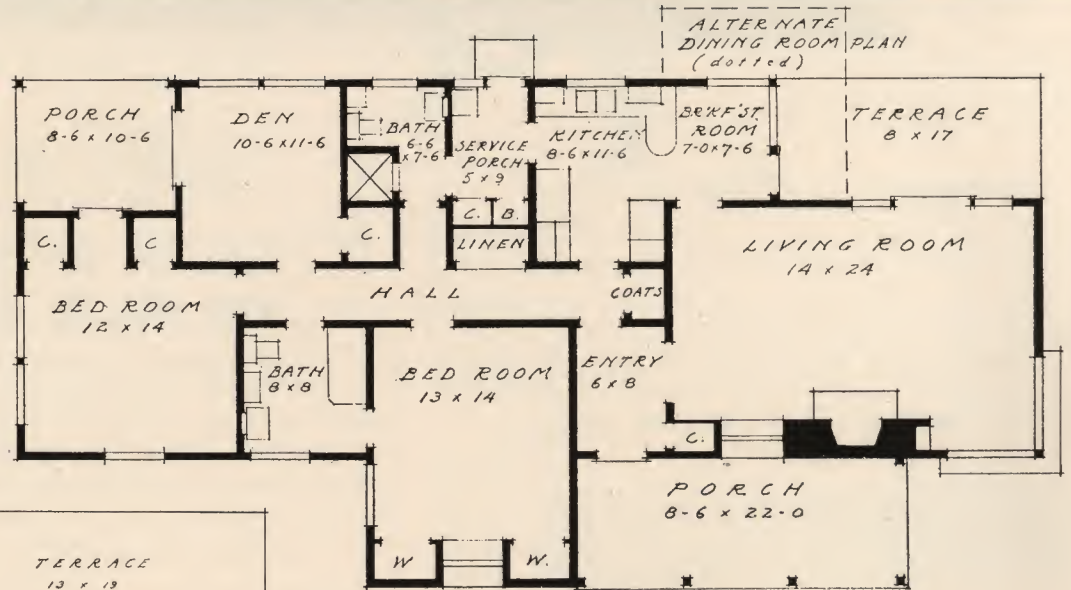 ALTERNATE
DINING ROOM PLAN
(dotted)
PORCH
8-6 x 10-6
DEN
10-6 x 11-6
BATH
6-6
x 7-6
SERVICE
PORCH
5 x 9
KITCHEN
8-6 x 11-6
BRKF'ST.
ROOM
7-0 x 7-6
TERRACE
8 x 17
C.
C
C.
C.
B.
LINEN
LIVING ROOM
14 x 24
BED ROOM
12 x 14
HALL
COATS
BATH
8 x 8
BED ROOM
13 x 14
ENTRY
6 x 8
C.
PORCH
8-6 x 22-0
W
W.
TERRACE
13 x 19